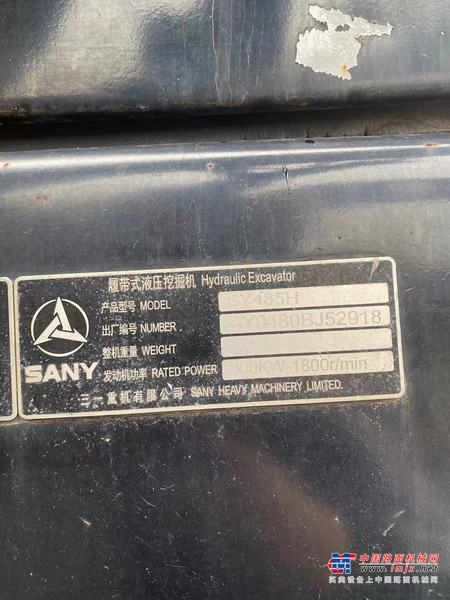 履带式液压挖掘机 Hydraulic Excavator
产品型号 MODEL SY485H
出厂编号 NUMBER SY0480BJ52918
整机重量 WEIGHT
发动机功率 RATED POWER 300KW-1800r/min
SANY
三一重机有限公司 SANY HEAVY MACHINERY LIMITED.
中国路面机械网
www.lmjx.net
买卖设备上中国路面机械网